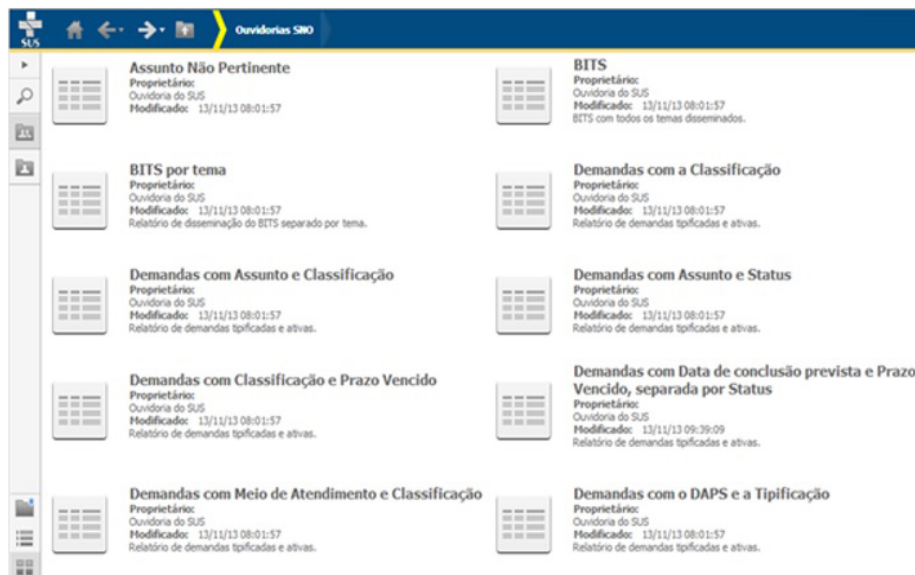 SUS
Ouvidorias SNO
Assunto Não Pertinente
Proprietário:
Ouvidoria do SUS
Modificado: 13/11/13 08:01:57
BITS
Proprietário:
Ouvidoria do SUS
Modificado: 13/11/13 08:01:57
BITS com todos os temas disseminados.
BITS por tema
Proprietário:
Ouvidoria do SUS
Modificado: 13/11/13 08:01:57
Relatório de disseminação do BITS separado por tema.
Demandas com a Classificação
Proprietário:
Ouvidoria do SUS
Modificado: 13/11/13 08:01:57
Relatório de demandas tipificadas e ativas.
Demandas com Assunto e Classificação
Proprietário:
Ouvidoria do SUS
Modificado: 13/11/13 08:01:57
Relatório de demandas tipificadas e ativas.
Demandas com Assunto e Status
Proprietário:
Ouvidoria do SUS
Modificado: 13/11/13 08:01:57
Relatório de demandas tipificadas e ativas.
Demandas com Classificação e Prazo Vencido
Proprietário:
Ouvidoria do SUS
Modificado: 13/11/13 08:01:57
Relatório de demandas tipificadas e ativas.
Demandas com Data de conclusão prevista e Prazo
Vencido, separada por Status
Proprietário:
Ouvidoria do SUS
Modificado: 13/11/13 09:39:09
Relatório de demandas tipificadas e ativas.
Demandas com Meio de Atendimento e Classificação
Proprietário:
Ouvidoria do SUS
Modificado: 13/11/13 08:01:57
Relatório de demandas tipificadas e ativas.
Demandas com o DAPS e a Tipificação
Proprietário:
Ouvidoria do SUS
Modificado: 13/11/13 08:01:57
Relatório de demandas tipificadas e ativas.